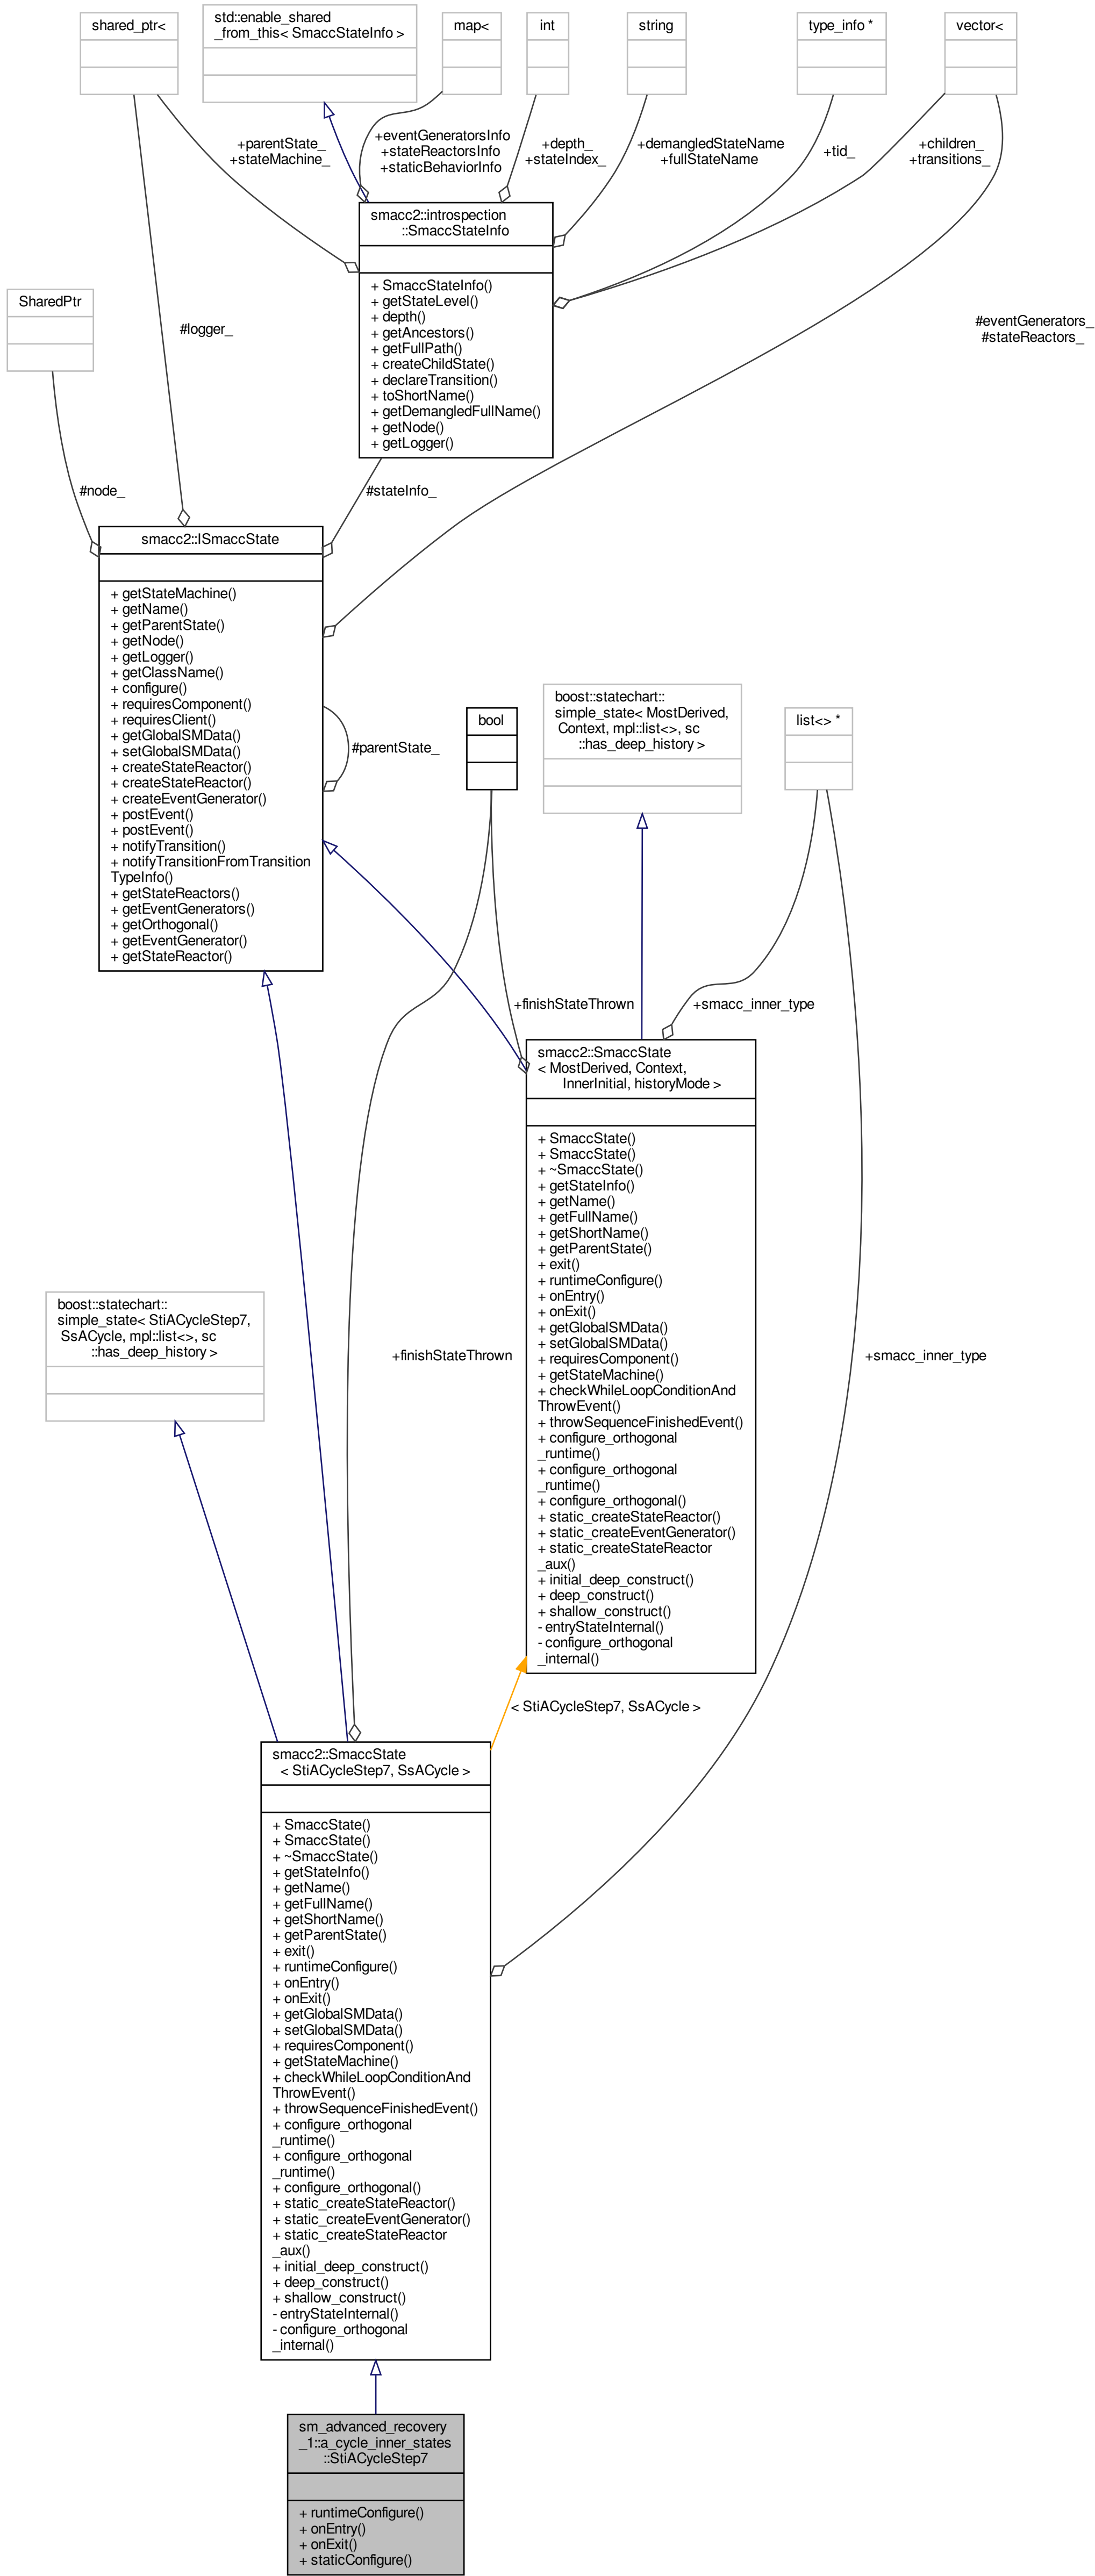 shared_ptr<
std::enable_shared
_from_this< SmaccStateInfo >
map<
int
string
type_info *
vector<
+parentState_
+stateMachine_
+eventGeneratorsInfo
+stateReactorsInfo
+staticBehaviorInfo
+depth_
+stateIndex_
+demangledStateName
+fullStateName
+tid_
+children_
+transitions_
smacc2::introspection
::SmaccStateInfo
+ SmaccStateInfo()
+ getStateLevel()
+ depth()
+ getAncestors()
+ getFullPath()
+ createChildState()
+ declareTransition()
+ toShortName()
+ getDemangledFullName()
+ getNode()
+ getLogger()
SharedPtr
#logger_
#eventGenerators_
#stateReactors_
#node_
#stateInfo_
smacc2::ISmaccState
+ getStateMachine()
+ getName()
+ getParentState()
+ getNode()
+ getLogger()
+ getClassName()
+ configure()
+ requiresComponent()
+ requiresClient()
+ getGlobalSMData()
+ setGlobalSMData()
+ createStateReactor()
+ createStateReactor()
+ createEventGenerator()
+ postEvent()
+ postEvent()
+ notifyTransition()
+ notifyTransitionFromTransition
TypeInfo()
+ getStateReactors()
+ getEventGenerators()
+ getOrthogonal()
+ getEventGenerator()
+ getStateReactor()
#parentState_
bool
boost::statechart::
simple_state< MostDerived,
Context, mpl::list<>, sc
::has_deep_history >
list<> *
+finishStateThrown
+smacc_inner_type
smacc2::SmaccState
< MostDerived, Context,
InnerInitial, historyMode >
+ SmaccState()
+ SmaccState()
+ ~SmaccState()
+ getStateInfo()
+ getName()
+ getFullName()
+ getShortName()
+ getParentState()
+ exit()
+ runtimeConfigure()
+ onEntry()
+ onExit()
+ getGlobalSMData()
+ setGlobalSMData()
+ requiresComponent()
+ getStateMachine()
+ checkWhileLoopConditionAnd
ThrowEvent()
+ throwSequenceFinishedEvent()
+ configure_orthogonal
_runtime()
+ configure_orthogonal
_runtime()
+ configure_orthogonal()
+ static_createStateReactor()
+ static_createEventGenerator()
+ static_createStateReactor
_aux()
+ initial_deep_construct()
+ deep_construct()
+ shallow_construct()
- entryStateInternal()
- configure_orthogonal
_internal()
boost::statechart::
simple_state< StiACycleStep7,
SsACycle, mpl::list<>, sc
::has_deep_history >
+finishStateThrown
+smacc_inner_type
< StiACycleStep7, SsACycle >
smacc2::SmaccState
< StiACycleStep7, SsACycle >
+ SmaccState()
+ SmaccState()
+ ~SmaccState()
+ getStateInfo()
+ getName()
+ getFullName()
+ getShortName()
+ getParentState()
+ exit()
+ runtimeConfigure()
+ onEntry()
+ onExit()
+ getGlobalSMData()
+ setGlobalSMData()
+ requiresComponent()
+ getStateMachine()
+ checkWhileLoopConditionAnd
ThrowEvent()
+ throwSequenceFinishedEvent()
+ configure_orthogonal
_runtime()
+ configure_orthogonal
_runtime()
+ configure_orthogonal()
+ static_createStateReactor()
+ static_createEventGenerator()
+ static_createStateReactor
_aux()
+ initial_deep_construct()
+ deep_construct()
+ shallow_construct()
- entryStateInternal()
- configure_orthogonal
_internal()
sm_advanced_recovery
_1::a_cycle_inner_states
::StiACycleStep7
+ runtimeConfigure()
+ onEntry()
+ onExit()
+ staticConfigure()